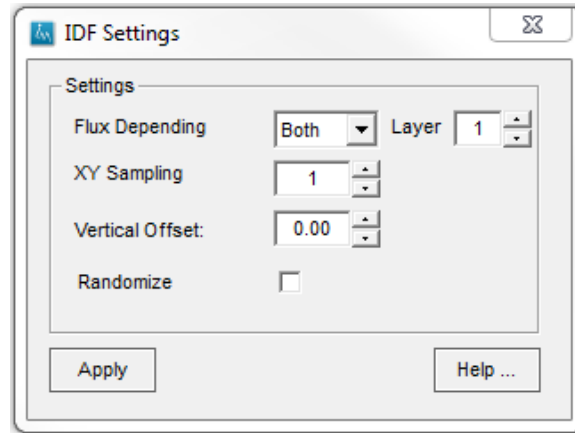 IDF Settings
Settings
Flux Depending Both Layer 1
XY Sampling 1
Vertical Offset: 0.00
Randomize
Apply Help ...